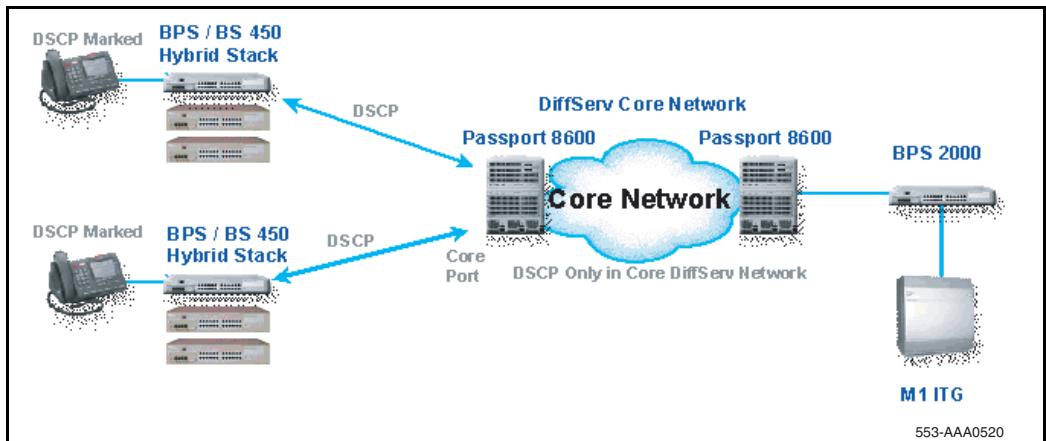 DSCP Marked
BPS / BS 450
Hybrid Stack
DSCP
DiffServ Core Network
Passport 8600
Passport 8600
BPS 2000
Core Network
DSCP Marked
BPS / BS 450
Hybrid Stack
DSCP
Core
Port
DSCP Only in Core DiffServ Network
M1 ITG
553-AAA0520